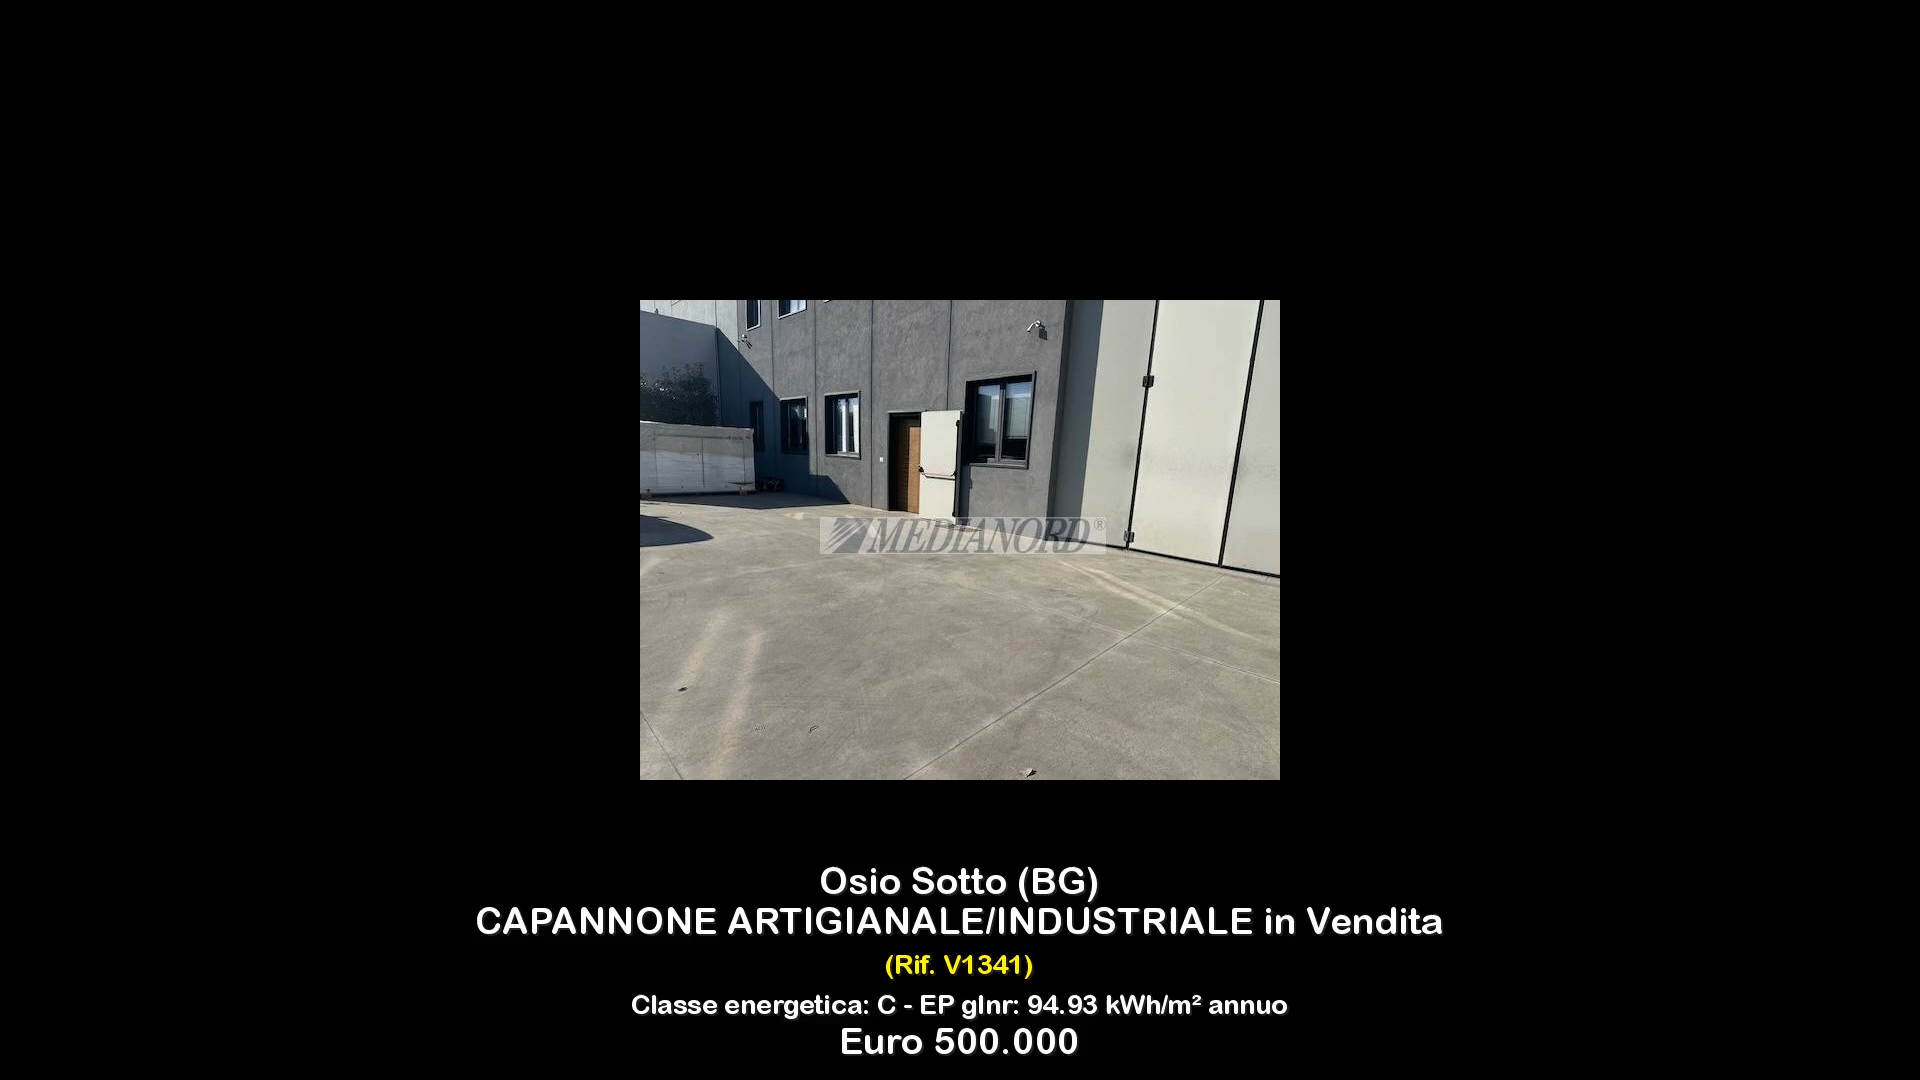 MEDIANORD®
Osio Sotto (BG)
CAPANNONE ARTIGIANALE/INDUSTRIALE in Vendita
(Rif. V1341)
Classe energetica: C - EP glnr: 94.93 kWh/m² annuo
Euro 500.000